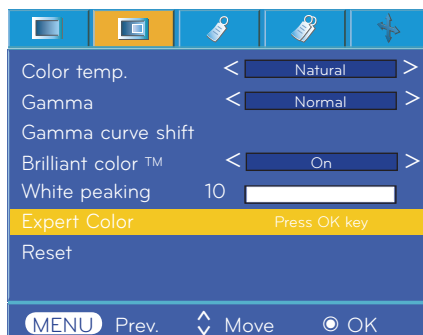 Color temp. < Natural >
Gamma < Normal >
Gamma curve shift
Brilliant color ™ < On >
White peaking 10
Expert Color Press OK key
Reset
MENU Prev. Move OK